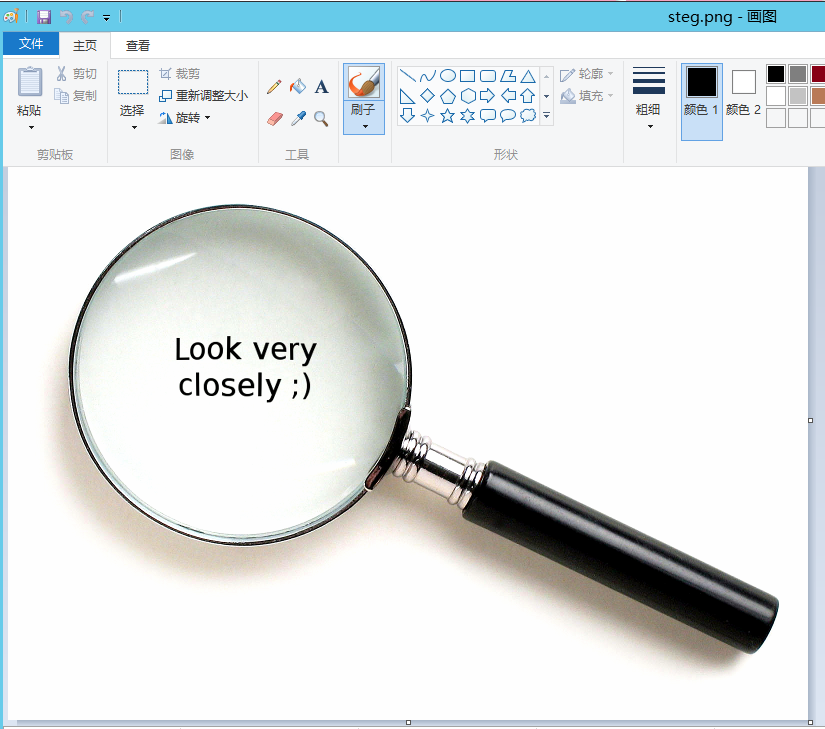 steg.png - 画图
文件 主页 查看
粘贴 剪切 复制 剪贴板
选择 裁剪 重新调整大小 旋转 图像
A
工具
刷子
轮廓 填充 形状
粗细
颜色 1 颜色 2
Look very
closely ;)